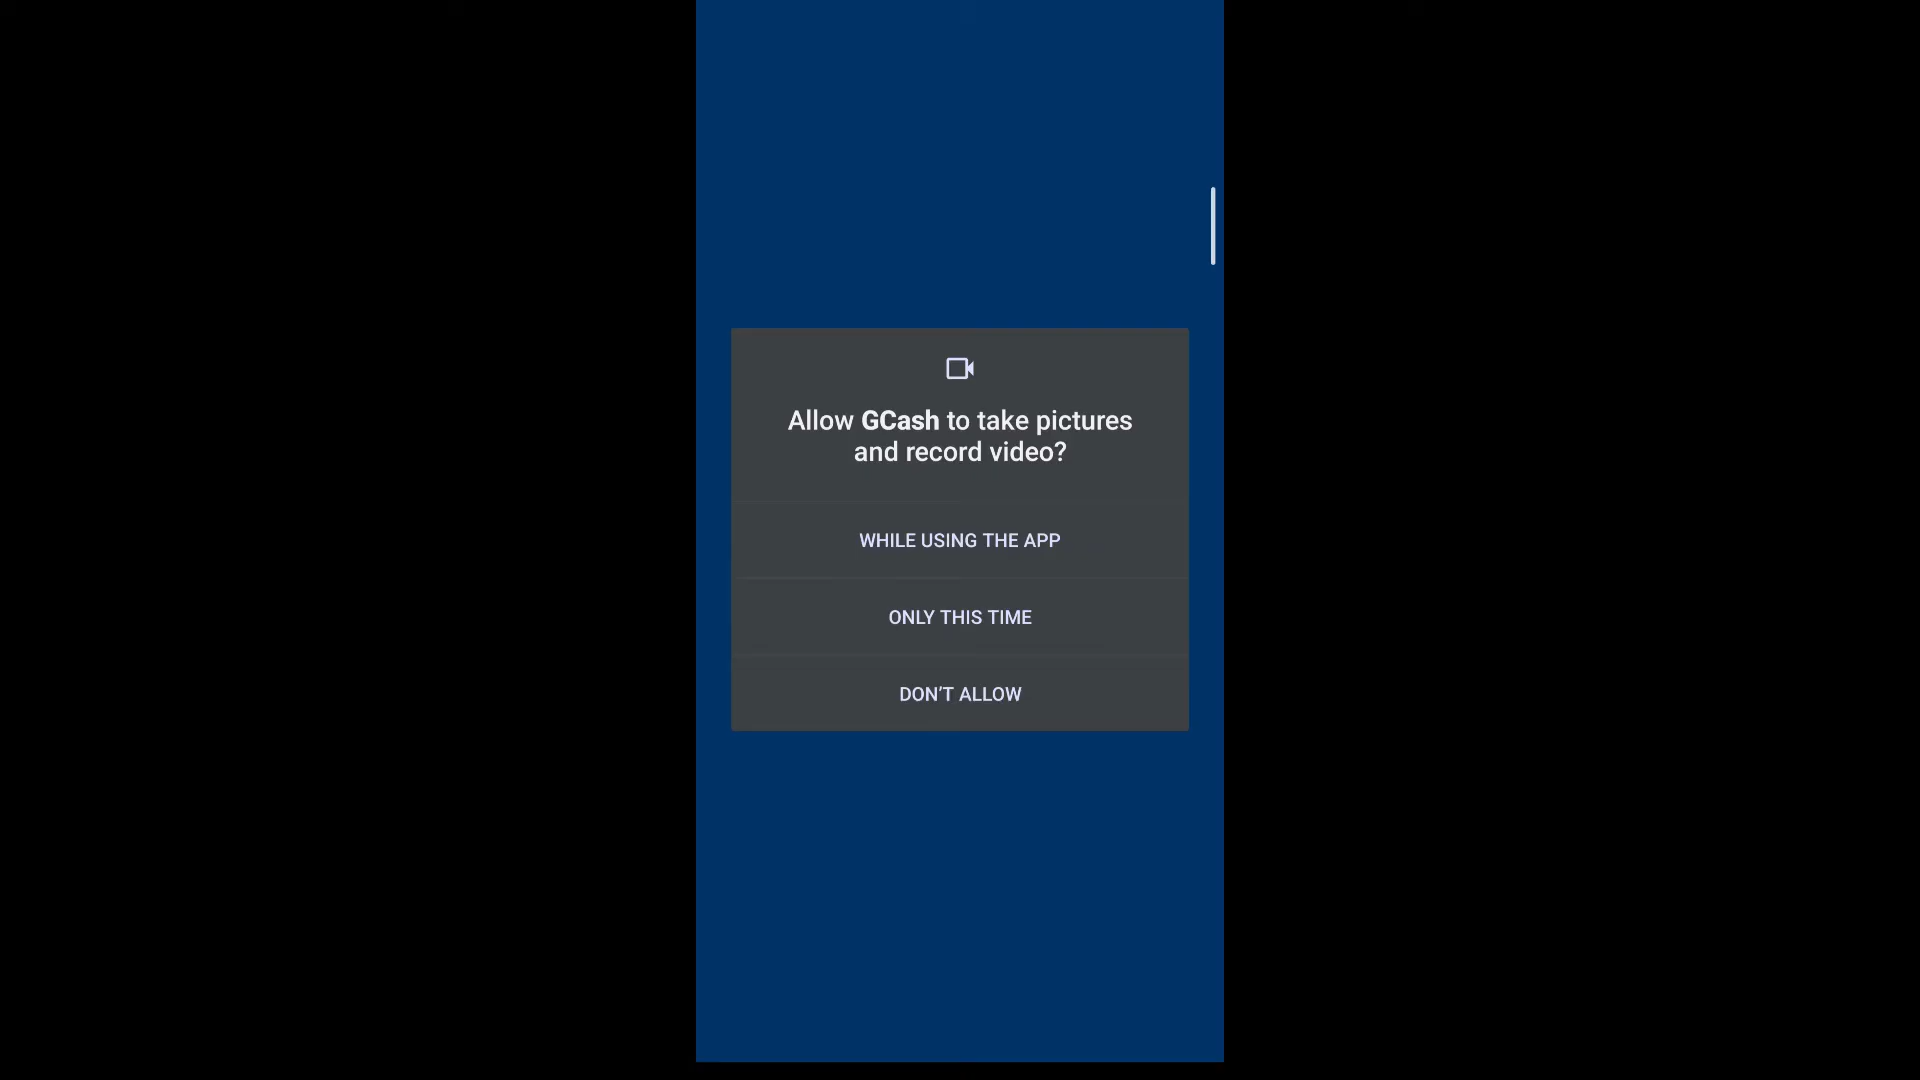 Allow GCash to take pictures
and record video?
WHILE USING THE APP
ONLY THIS TIME
DON’T ALLOW